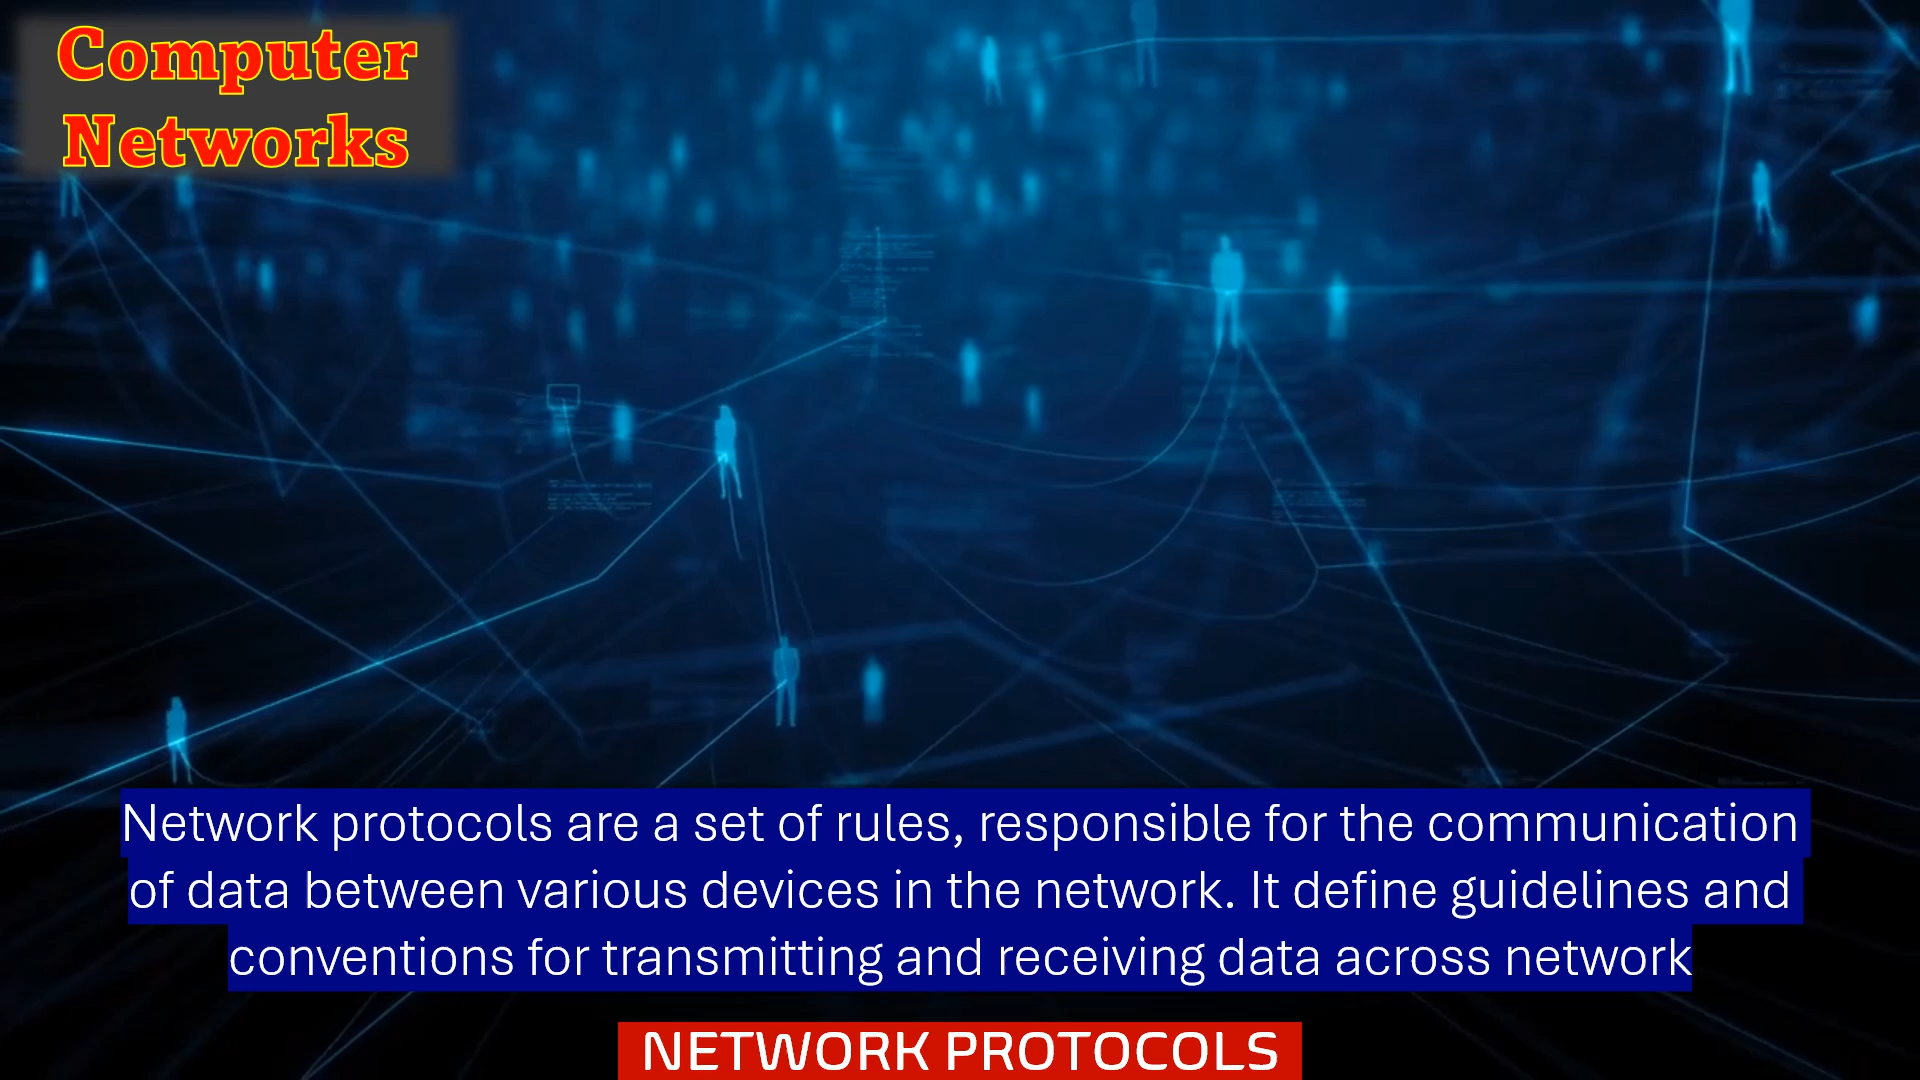 Computer
Networks
Network protocols are a set of rules, responsible for the communication
of data between various devices in the network. It define guidelines and
conventions for transmitting and receiving data across network
NETWORK PROTOCOLS